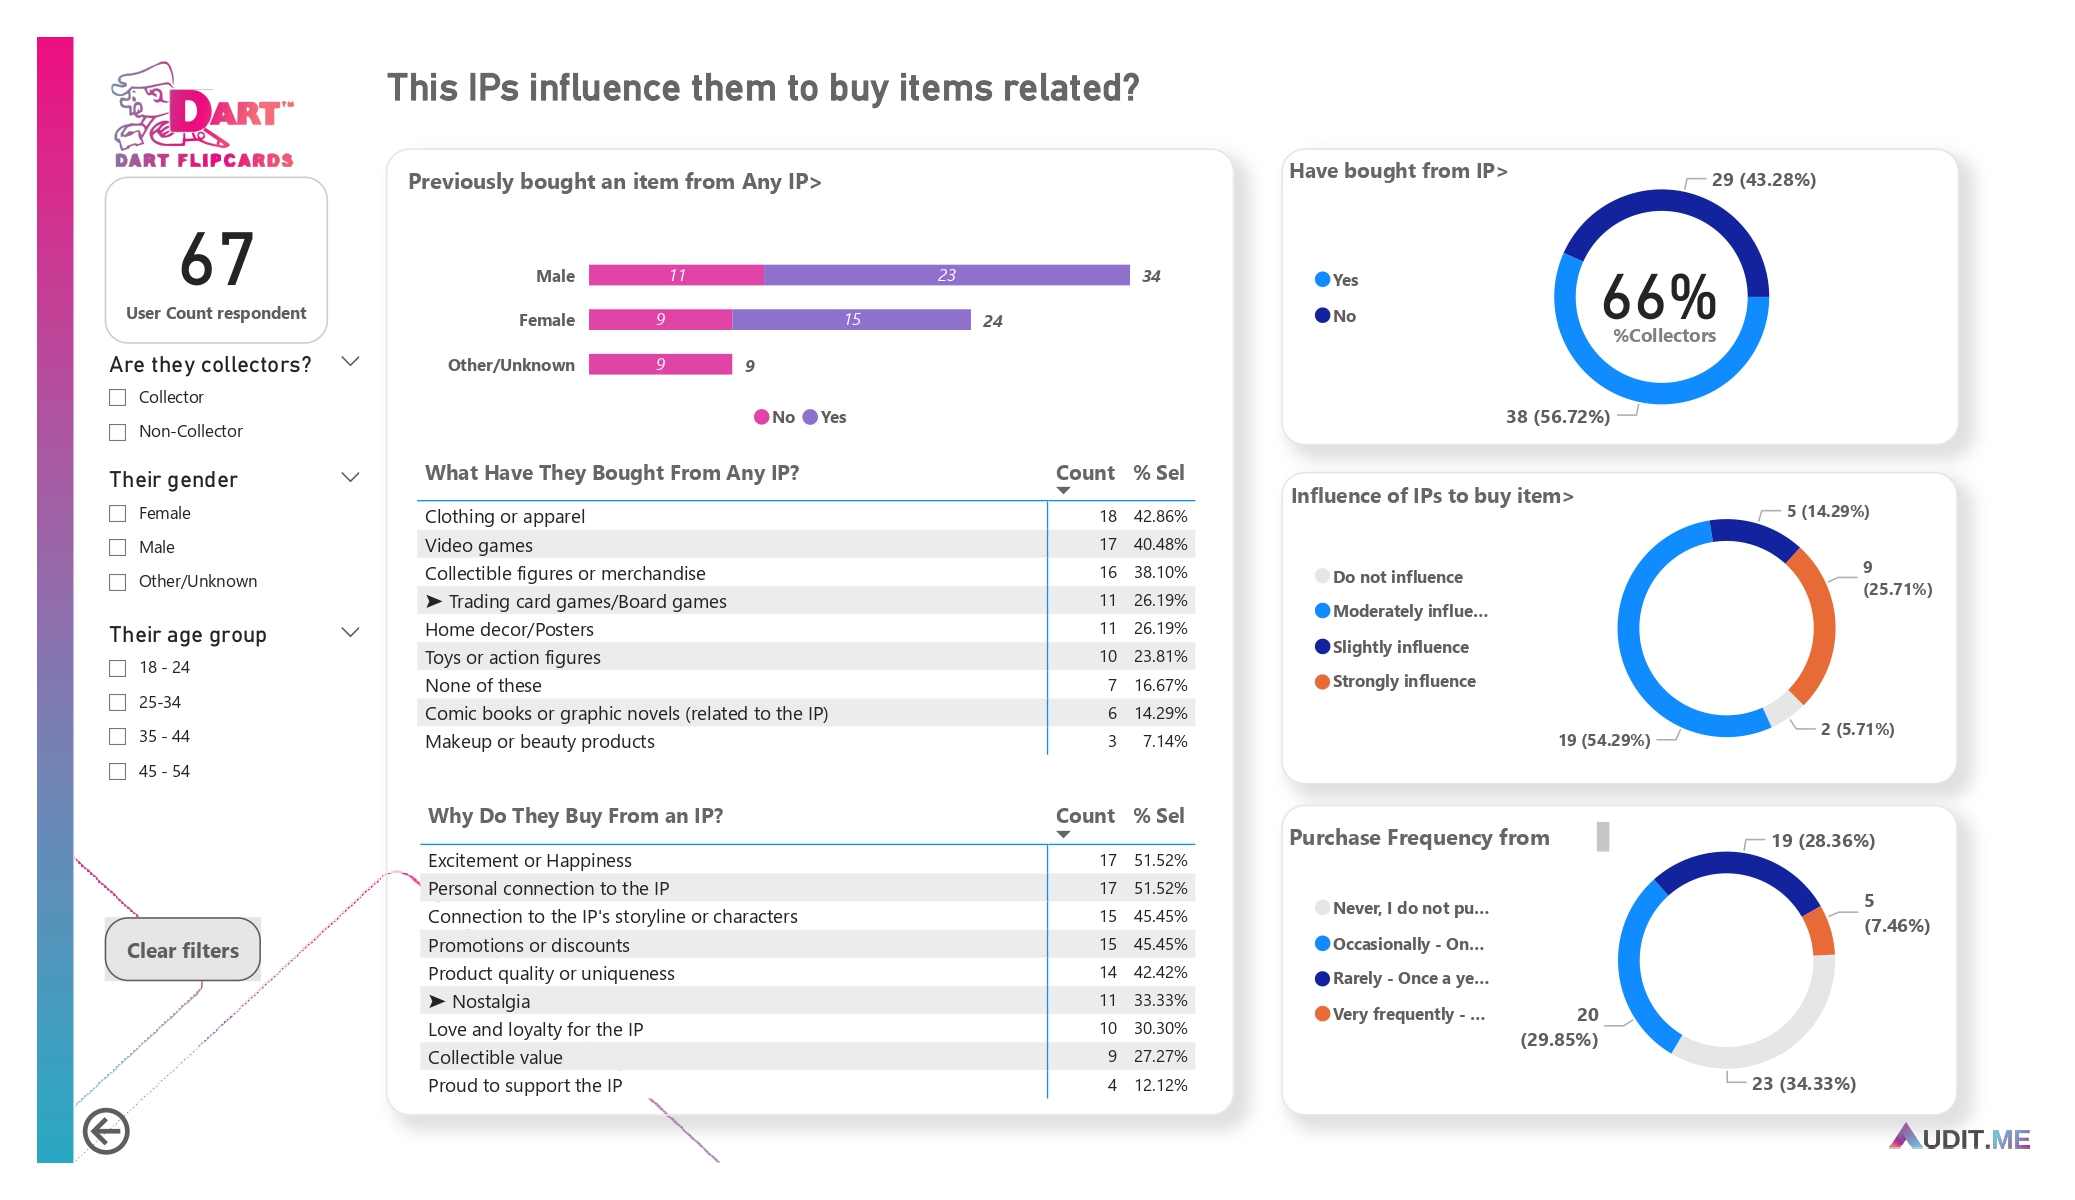 This IPs influence them to buy items related?
DART™
DART FLIPCARDS
67
User Count respondent
Are they collectors?
Collector
Non-Collector
Their gender
Female
Male
Other/Unknown
Their age group
18 - 24
25-34
35 - 44
45 - 54
Clear filters
Previously bought an item from Any IP>
Male 11 23 34
Female 9 15 24
Other/Unknown 9 9
No Yes
What Have They Bought From Any IP? Count % Sel
Clothing or apparel 18 42.86%
Video games 17 40.48%
Collectible figures or merchandise 16 38.10%
➤ Trading card games/Board games 11 26.19%
Home decor/Posters 11 26.19%
Toys or action figures 10 23.81%
None of these 7 16.67%
Comic books or graphic novels (related to the IP) 6 14.29%
Makeup or beauty products 3 7.14%
Why Do They Buy From an IP? Count % Sel
Excitement or Happiness 17 51.52%
Personal connection to the IP 17 51.52%
Connection to the IP's storyline or characters 15 45.45%
Promotions or discounts 15 45.45%
Product quality or uniqueness 14 42.42%
➤ Nostalgia 11 33.33%
Love and loyalty for the IP 10 30.30%
Collectible value 9 27.27%
Proud to support the IP 4 12.12%
Have bought from IP>
29 (43.28%)
Yes
No
66%
%Collectors
38 (56.72%)
Influence of IPs to buy item>
5 (14.29%)
9
(25.71%)
Do not influence
Moderately influe...
Slightly influence
Strongly influence
2 (5.71%)
19 (54.29%)
Purchase Frequency from
19 (28.36%)
5
(7.46%)
Never, I do not pu...
Occasionally - On...
Rarely - Once a ye...
Very frequently - ...
20
(29.85%)
23 (34.33%)
AUDIT.ME